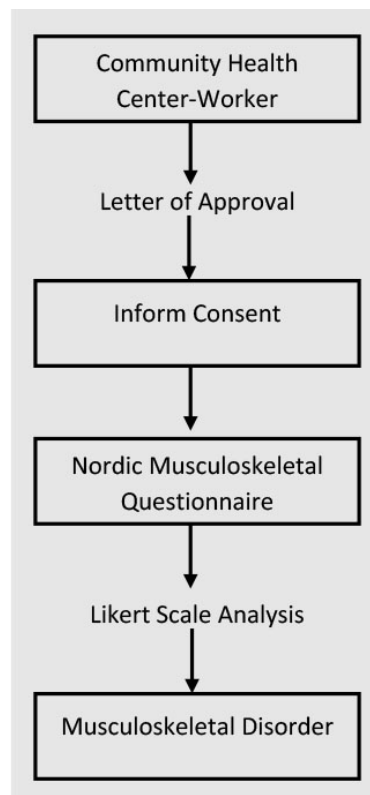 Community Health
Center-Worker
Letter of Approval
Inform Consent
Nordic Musculoskeletal
Questionnaire
Likert Scale Analysis
Musculoskeletal Disorder